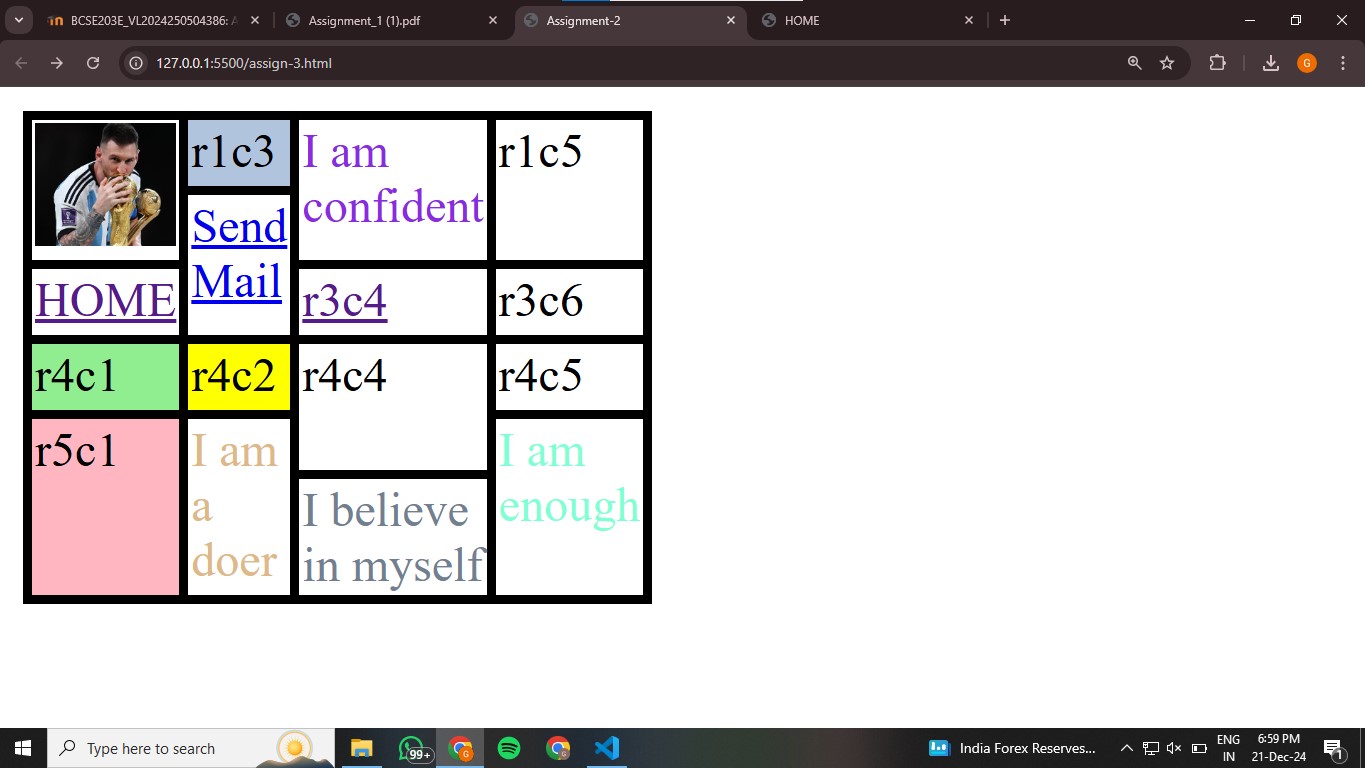 BCSE203E_VL2024250504386: A
Assignment_1 (1).pdf
Assignment-2
HOME
127.0.0.1:5500/assign-3.html
G
r1c3
I am
confident
r1c5
Send
Mail
HOME
r3c4
r3c6
r4c1
r4c2
r4c4
r4c5
r5c1
I am
a
doer
I believe
in myself
I am
enough
Type here to search
99+
G
India Forex Reserves...
ENG
IN
6:59 PM
21-Dec-24
1